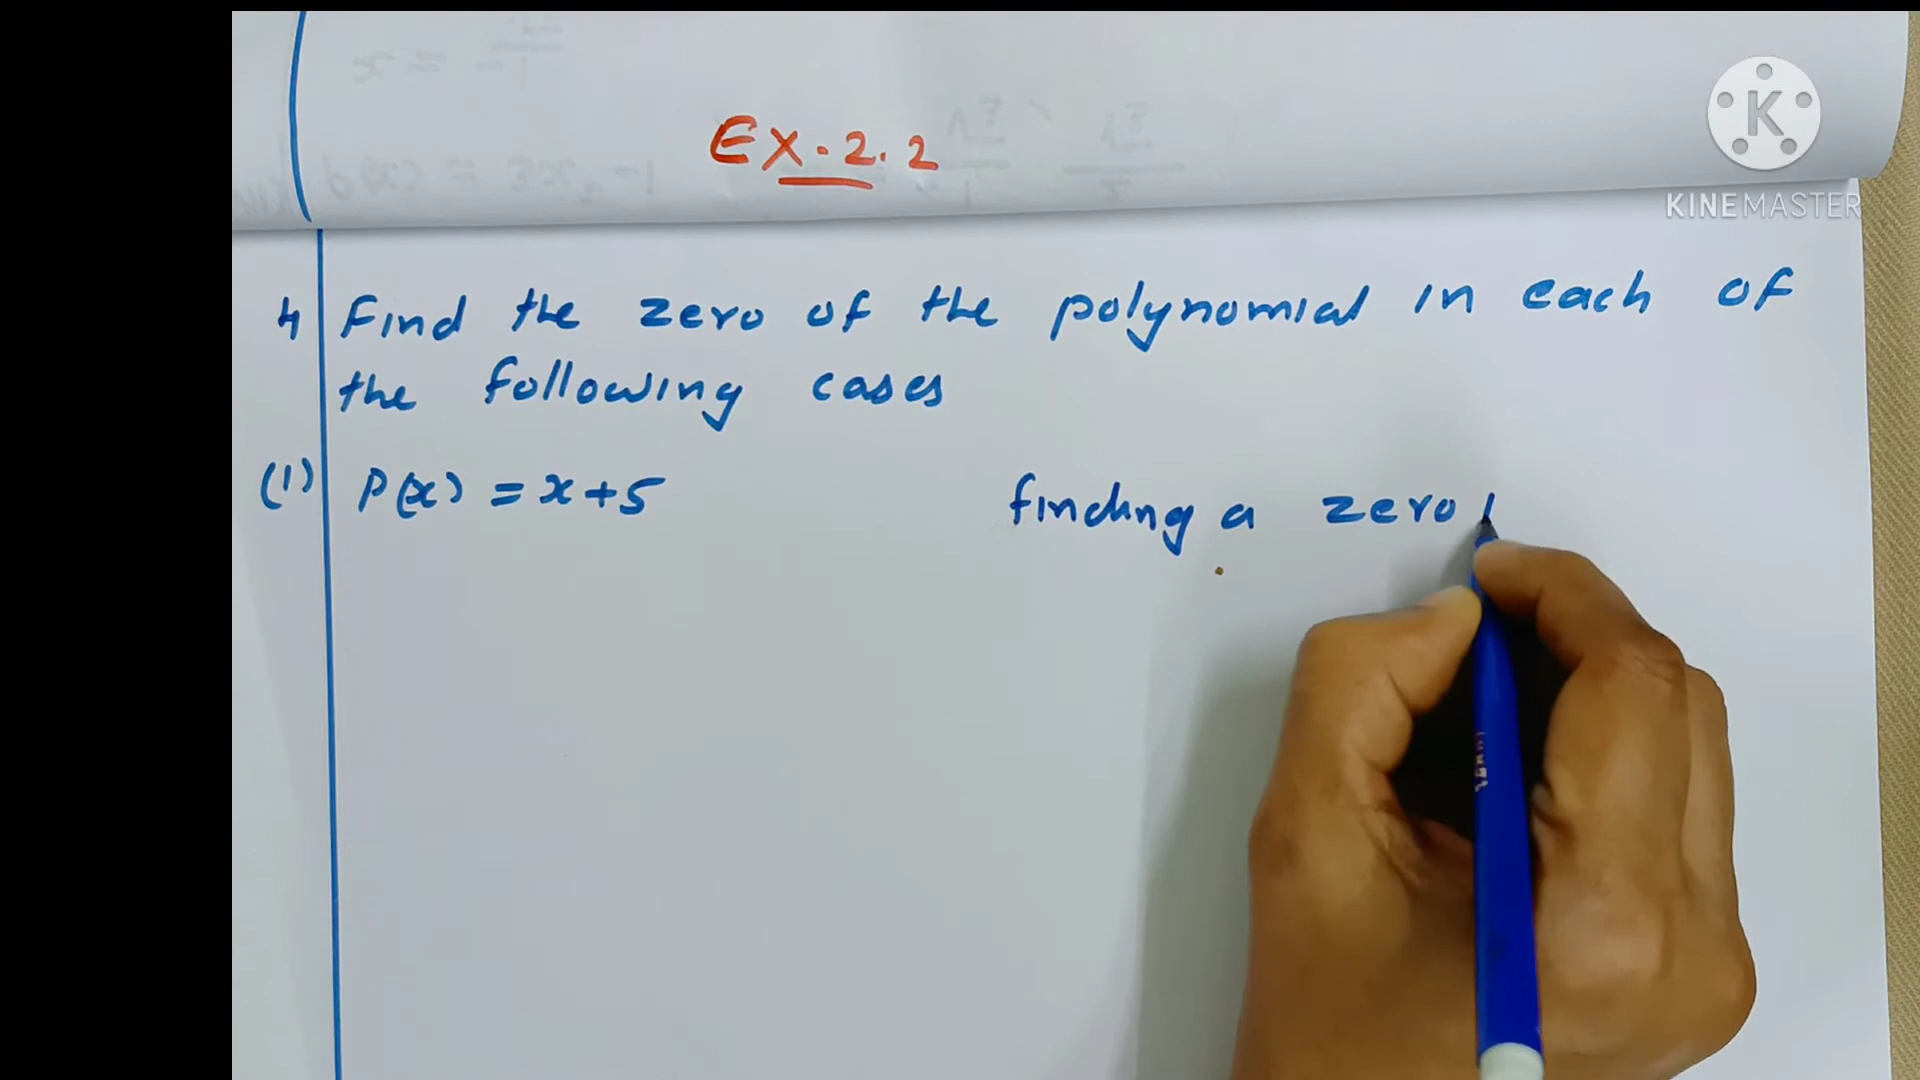 EX.2.2
K
KINEMASTER
4 Find the zero of the polynomial in each of
the following cases
(1) P(x) = x+5
finding a zero